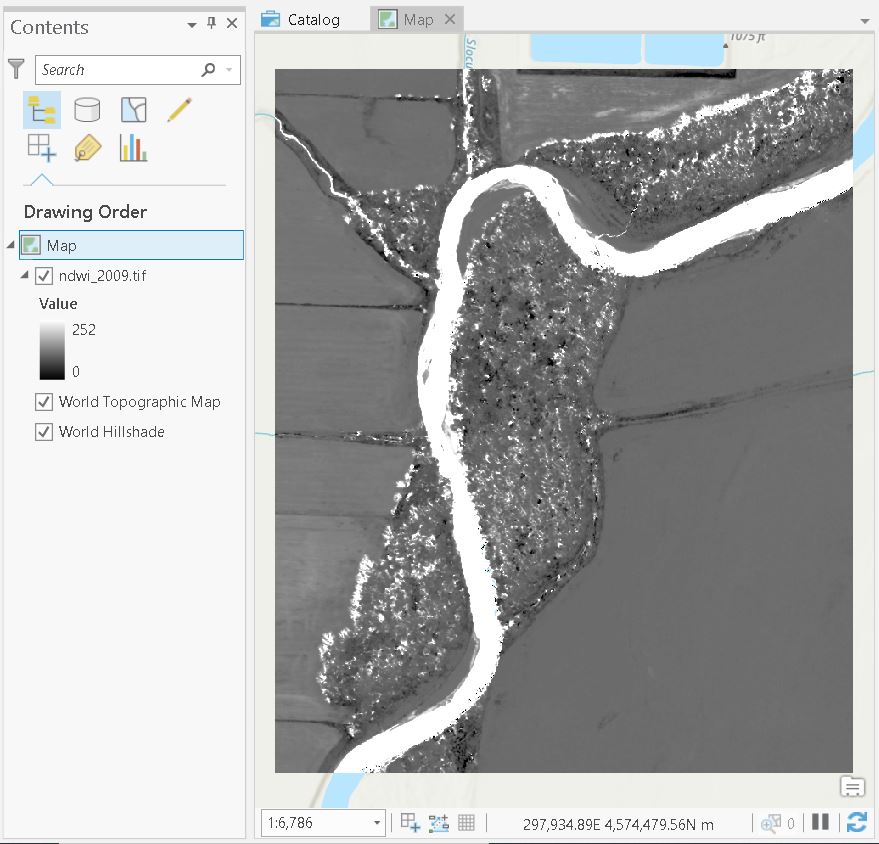 Contents
Catalog
Map
Search
1075 ft
Drawing Order
Map
ndwi_2009.tif
Value
252
0
World Topographic Map
World Hillshade
1:6,786
297,934.89E 4,574,479.56N m
0